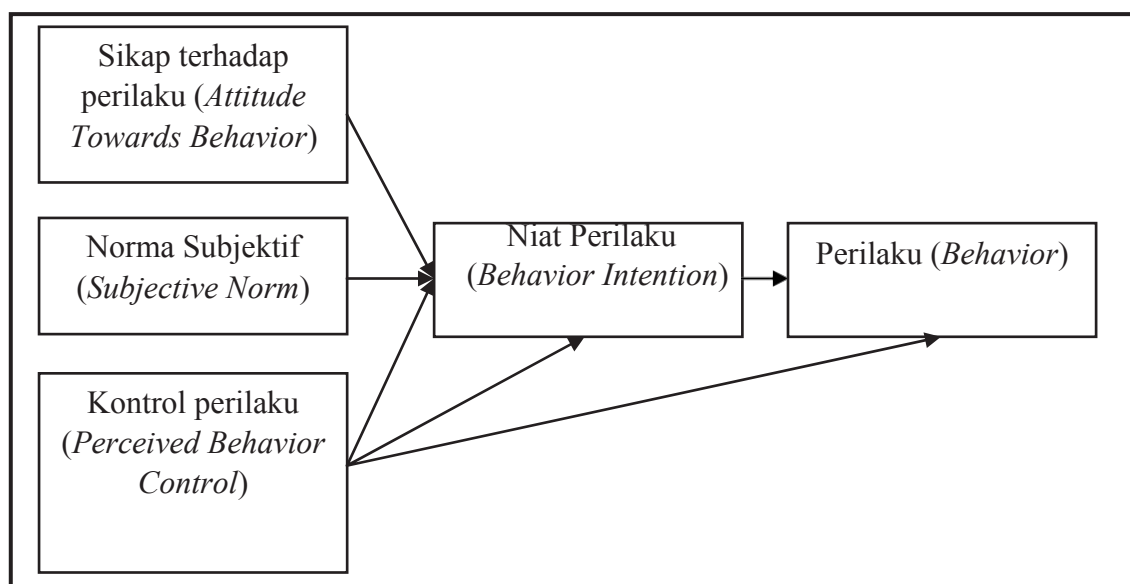 Sikap terhadap
perilaku (Attitude
Towards Behavior)
Norma Subjektif
(Subjective Norm)
Kontrol perilaku
(Perceived Behavior
Control)
Niat Perilaku
(Behavior Intention)
Perilaku (Behavior)